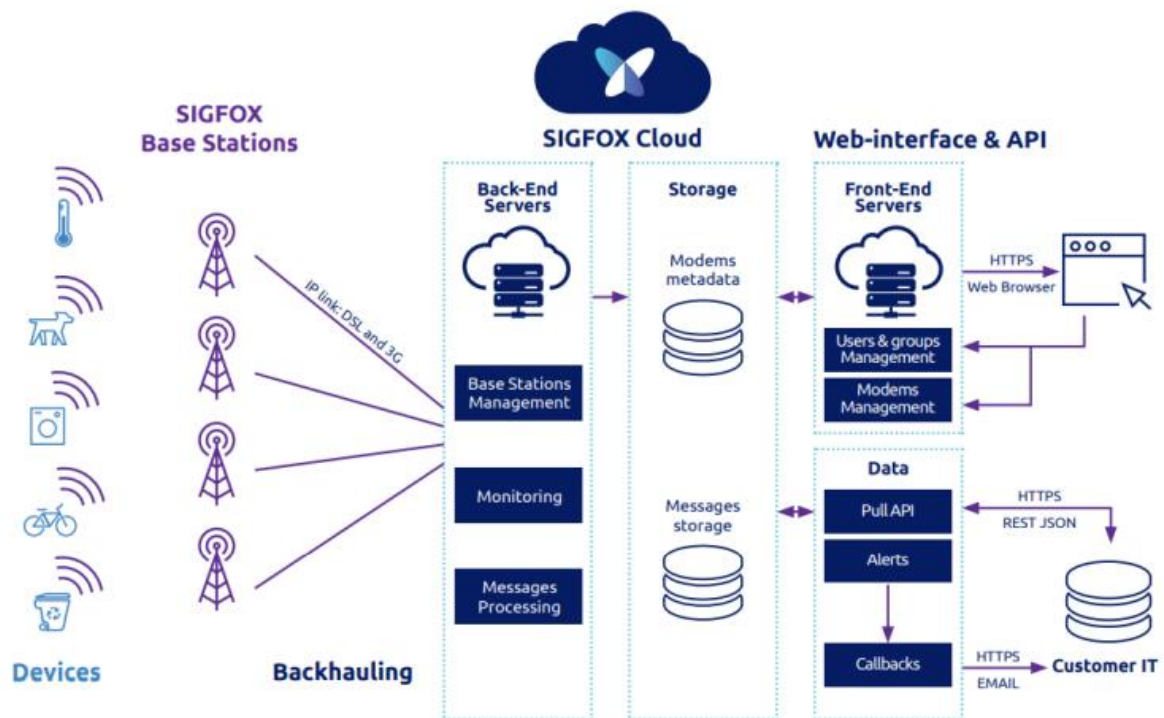 SIGFOX Cloud
SIGFOX
Base Stations
Web-interface & API
Back-End
Servers
Storage
Front-End
Servers
Modems
metadata
HTTPS
Web Browser
IP link: DSL and 3G
Users & groups
Management
Base Stations
Management
Modems
Management
Data
Monitoring
Messages
storage
Pull API
HTTPS
REST JSON
Alerts
Messages
Processing
Devices
Backhauling
Callbacks
HTTPS
EMAIL
Customer IT